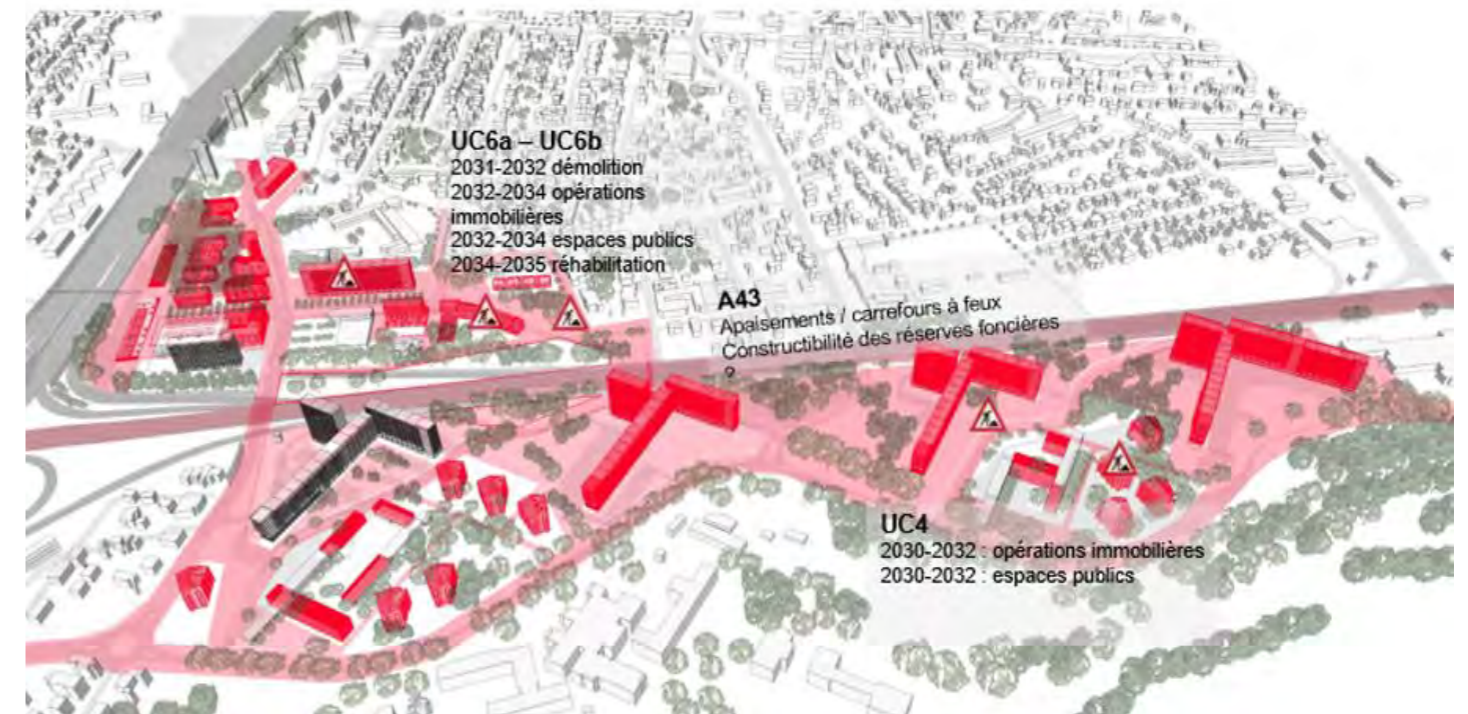 UC6a – UC6b
2031-2032 démolition
2032-2034 opérations
immobilières
2032-2034 espaces publics
2034-2035 réhabilitation
A43
Apaisements / carrefours à feux
Constructibilité des réserves foncières
?
UC4
2030-2032 : opérations immobilières
2030-2032 : espaces publics